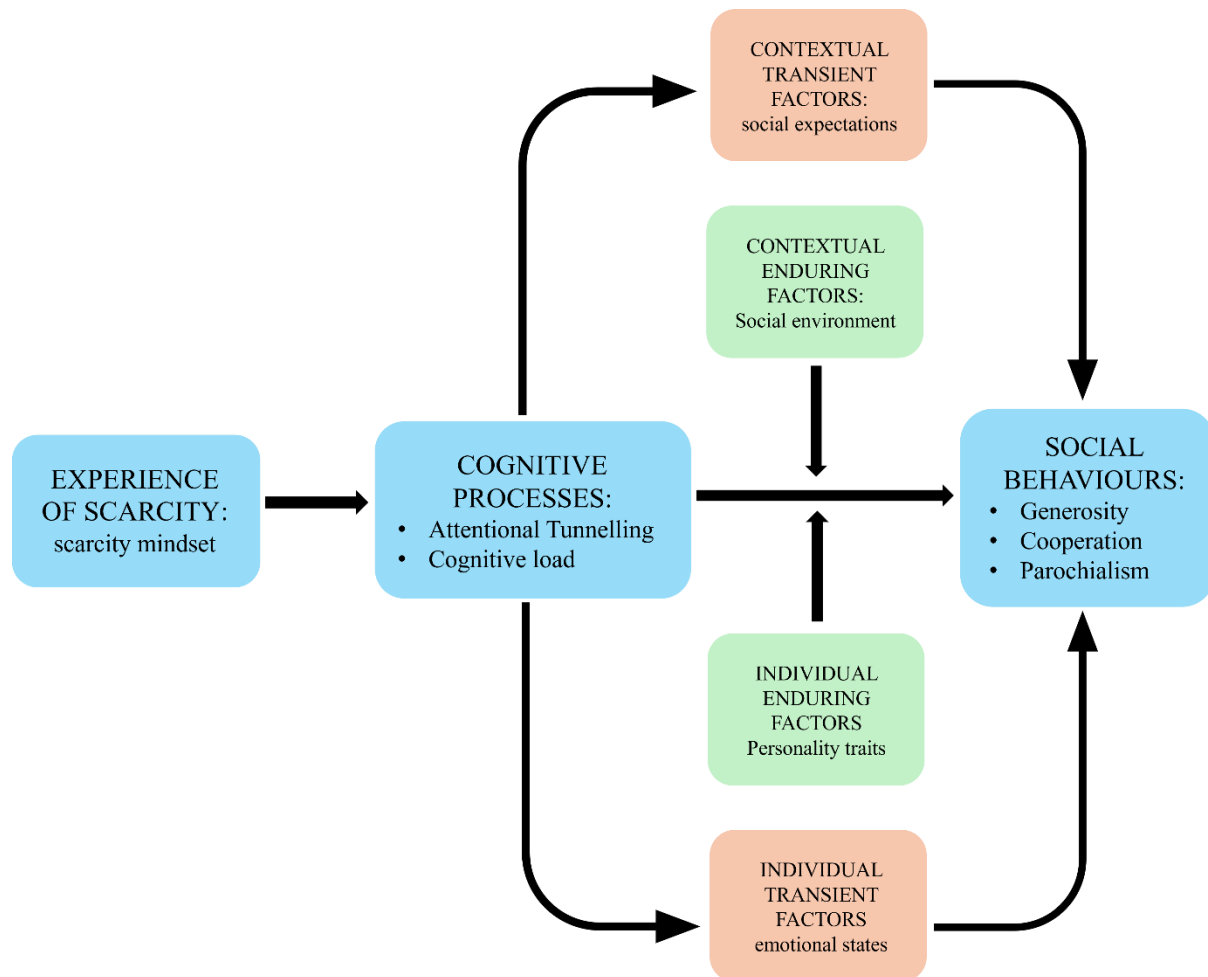 CONTEXTUAL
TRANSIENT
FACTORS:
social expectations
CONTEXTUAL
ENDURING
FACTORS:
Social environment
EXPERIENCE
OF SCARCITY:
scarcity mindset
COGNITIVE
PROCESSES:
• Attentional Tunnelling
• Cognitive load
SOCIAL
BEHAVIOURS:
• Generosity
• Cooperation
• Parochialism
INDIVIDUAL
ENDURING
FACTORS
Personality traits
INDIVIDUAL
TRANSIENT
FACTORS
emotional states